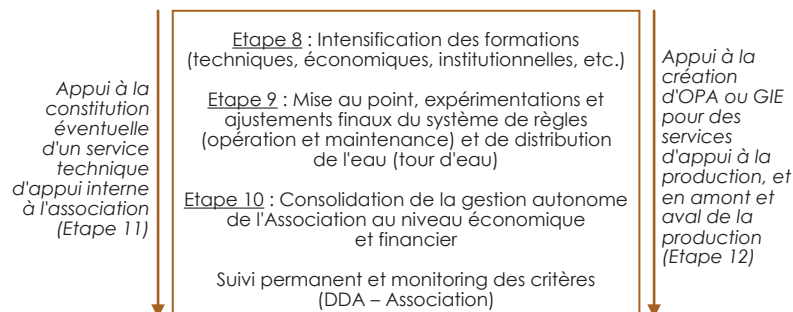 Appui à la
constitution
éventuelle
d'un service
technique
d'appui interne
à l'association
(Etape 11)
Etape 8 : Intensification des formations
(techniques, économiques, institutionnelles, etc.)
Etape 9 : Mise au point, expérimentations et
ajustements finaux du système de règles
(opération et maintenance) et de distribution
de l'eau (tour d'eau)
Etape 10 : Consolidation de la gestion autonome
de l'Association au niveau économique
et financier
Suivi permanent et monitoring des critères
(DDA – Association)
Appui à la
création
d'OPA ou GIE
pour des
services
d'appui à la
production, et
en amont et
aval de la
production
(Etape 12)